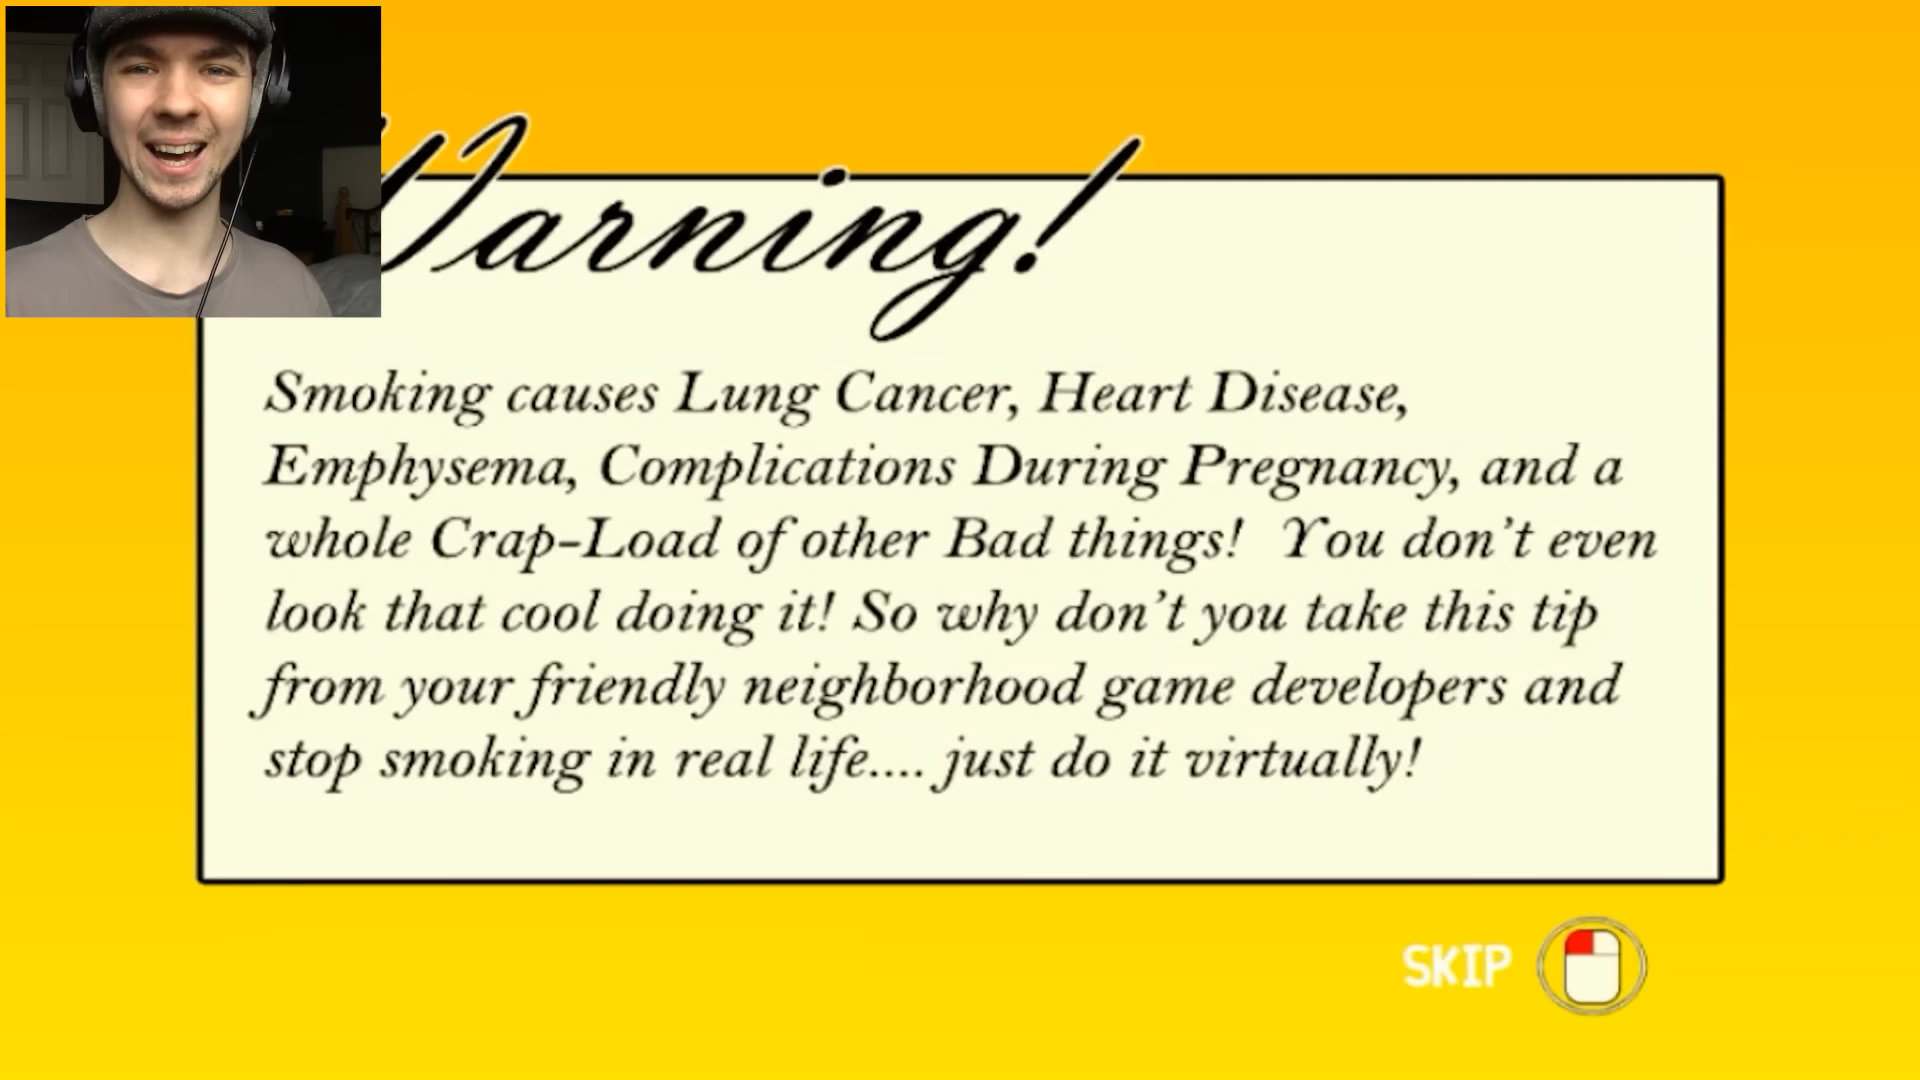 Warning!
Smoking causes Lung Cancer, Heart Disease,
Emphysema, Complications During Pregnancy, and a
whole Crap-Load of other Bad things!  You don't even
look that cool doing it! So why don't you take this tip
from your friendly neighborhood game developers and
stop smoking in real life.... just do it virtually!
SKIP